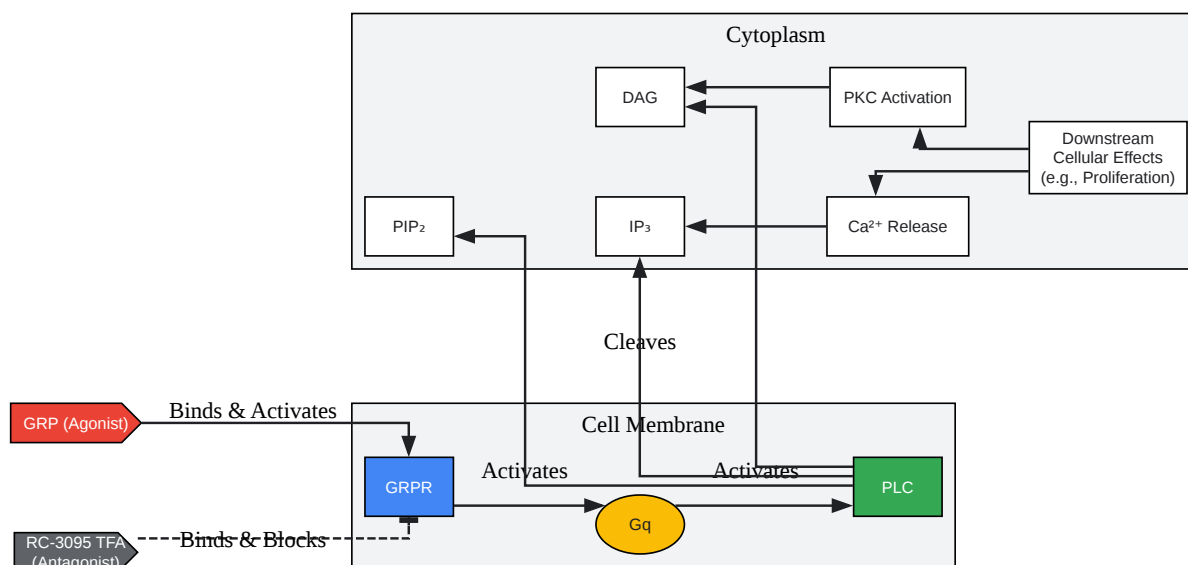 Cytoplasm
DAG
PKC Activation
Downstream
Cellular Effects
(e.g., Proliferation)
PIP₂
IP₃
Ca²⁺ Release
Cleaves
GRP (Agonist)
Binds & Activates
Cell Membrane
GRPR
Activates
Activates
PLC
Gq
RC-3095 TFA
(Antagonist)
Binds & Blocks